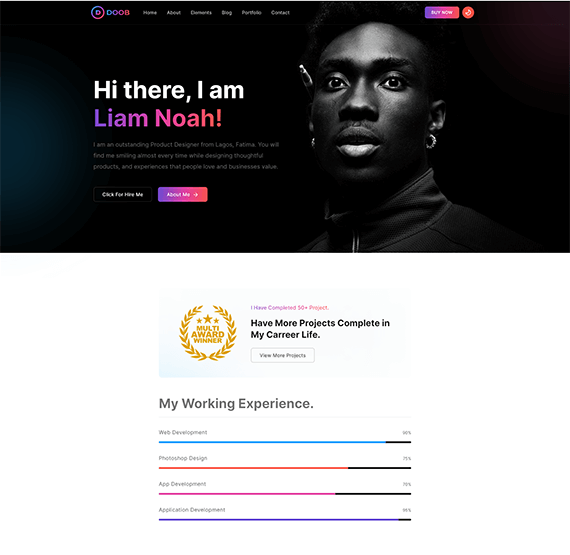 DOOB
Home About Elements Blog Portfolio Contact
BUY NOW
Hi there, I am
Liam Noah!
I am an outstanding Product Designer from Lagos, Fatima. You will
find me smiling almost every time while designing thoughtful
products, and experiences that people love and businesses value.
Click For Hire Me
About Me
I Have Completed 50+ Project.
MULTI
AWARD
WINNER
Have More Projects Complete in
My Carreer Life.
View More Projects
My Working Experience.
Web Development 90%
Photoshop Design 75%
App Development 70%
Application Development 95%